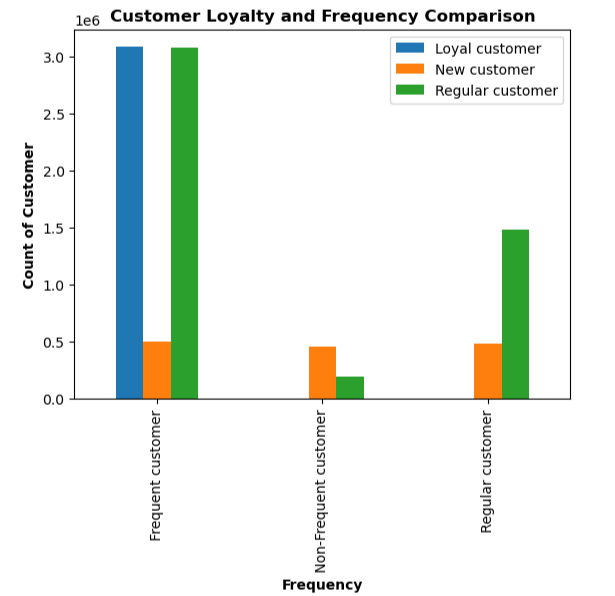 Customer Loyalty and Frequency Comparison
1e6
Loyal customer
New customer
Regular customer
3.0
2.5
2.0
1.5
1.0
0.5
0.0
Count of Customer
Frequent customer
Non-Frequent customer
Regular customer
Frequency